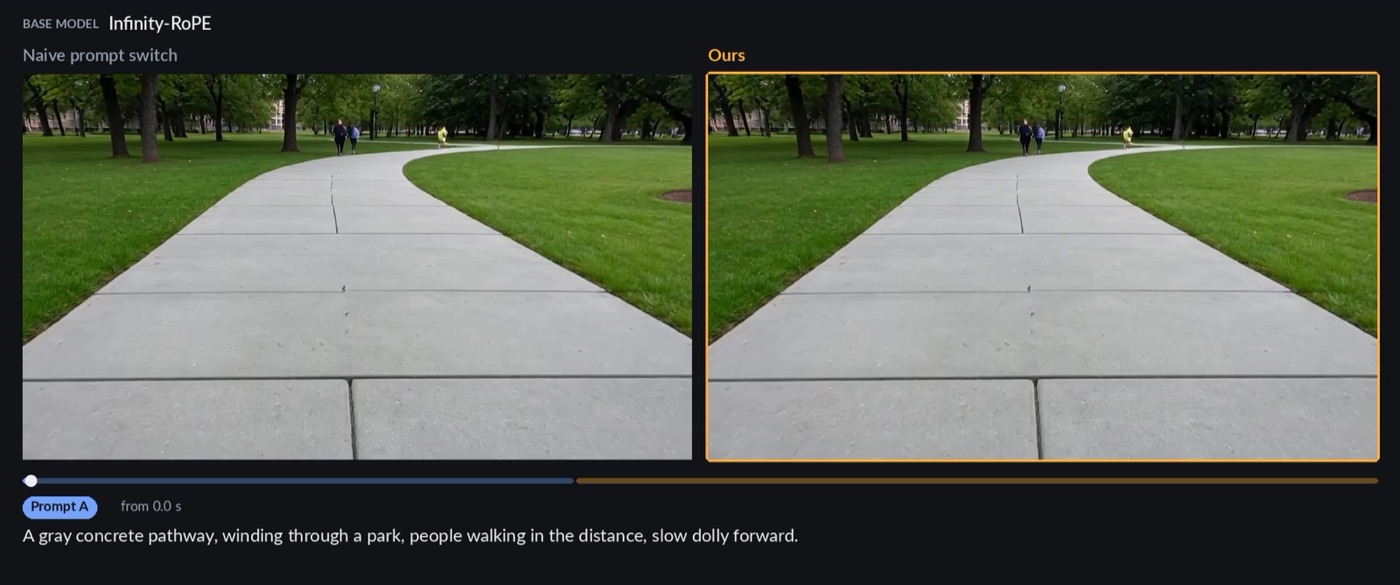 BASE MODEL Infinity-RoPE
Naive prompt switch
Ours
Prompt A from 0.0 s
A gray concrete pathway, winding through a park, people walking in the distance, slow dolly forward.